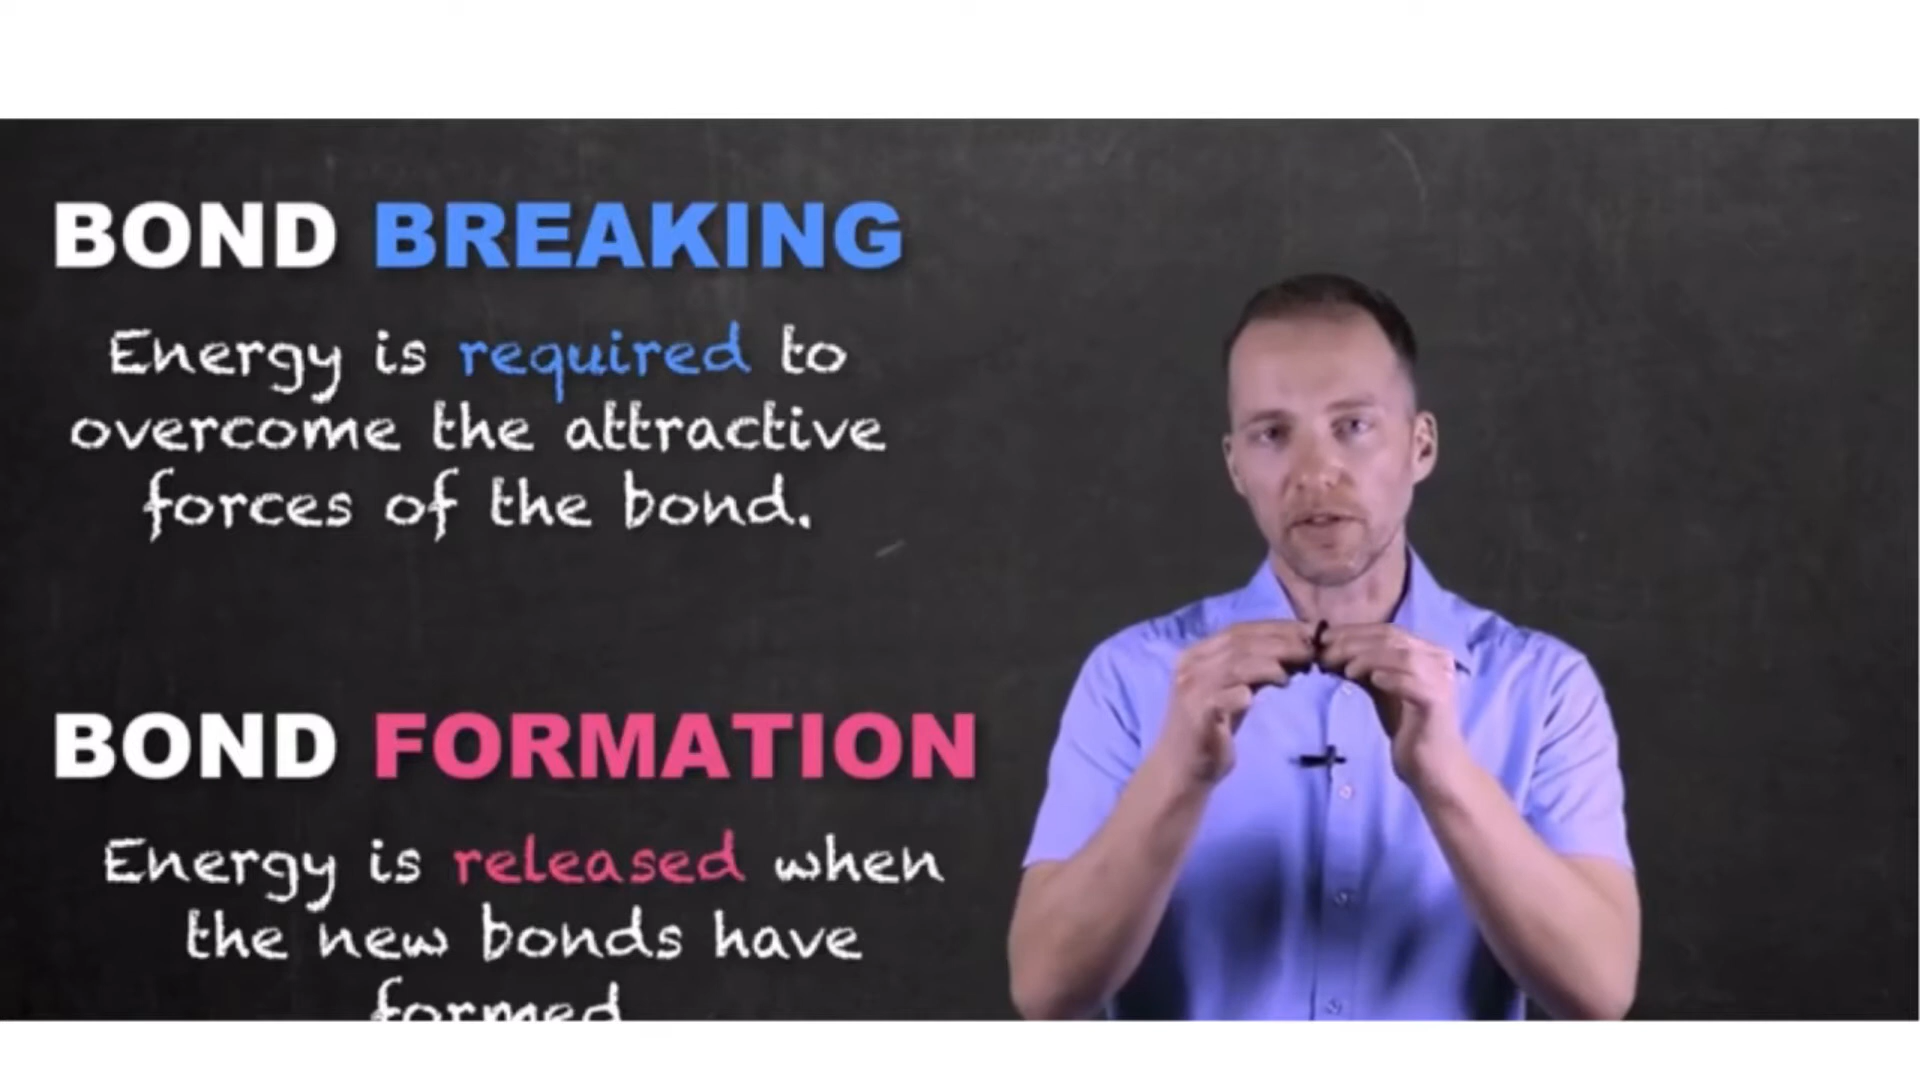 BOND BREAKING
Energy is required to
overcome the attractive
forces of the bond.
BOND FORMATION
Energy is released when
the new bonds have
formed